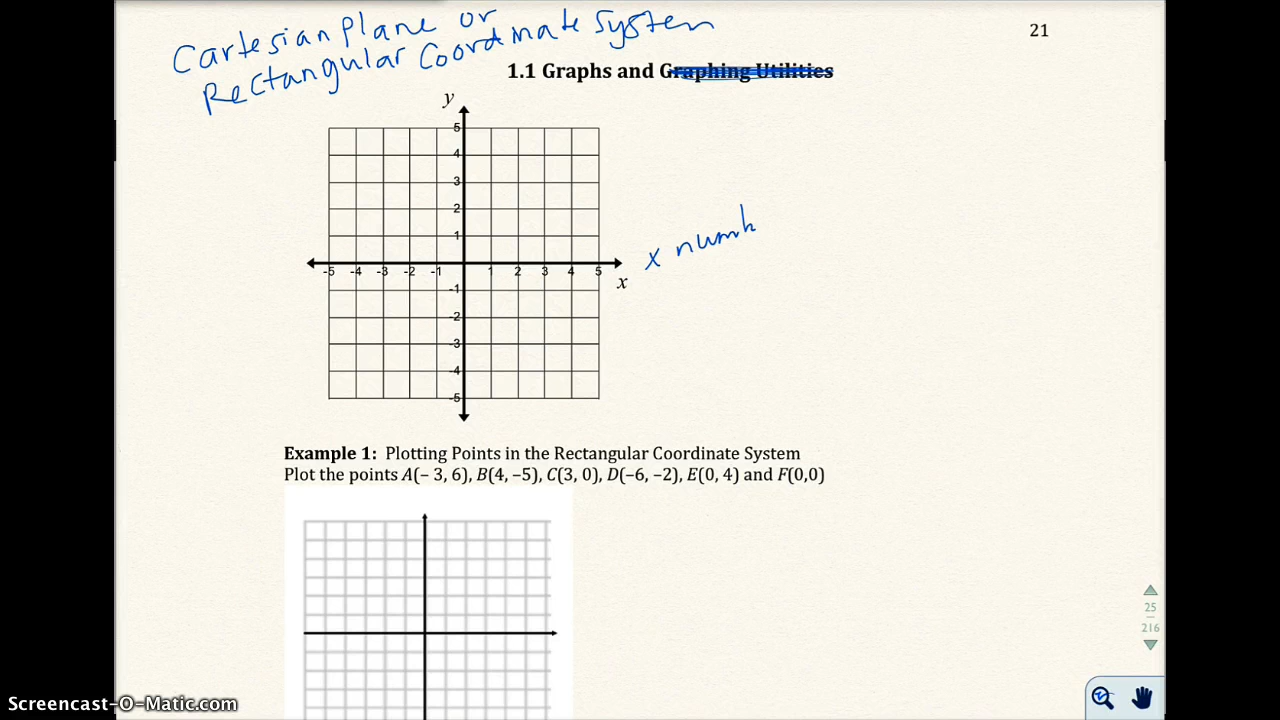 Cartesian plane or
Rectangular Coordinate System
21
1.1 Graphs and Graphing Utilities
y
5
4
3
2
1
-5 -4 -3 -2 -1 1 2 3 4 5
x
x numb
-1
-2
-3
-4
-5
Example 1: Plotting Points in the Rectangular Coordinate System
Plot the points A(– 3, 6), B(4, –5), C(3, 0), D(–6, –2), E(0, 4) and F(0,0)
25
216
Screencast-O-Matic.com